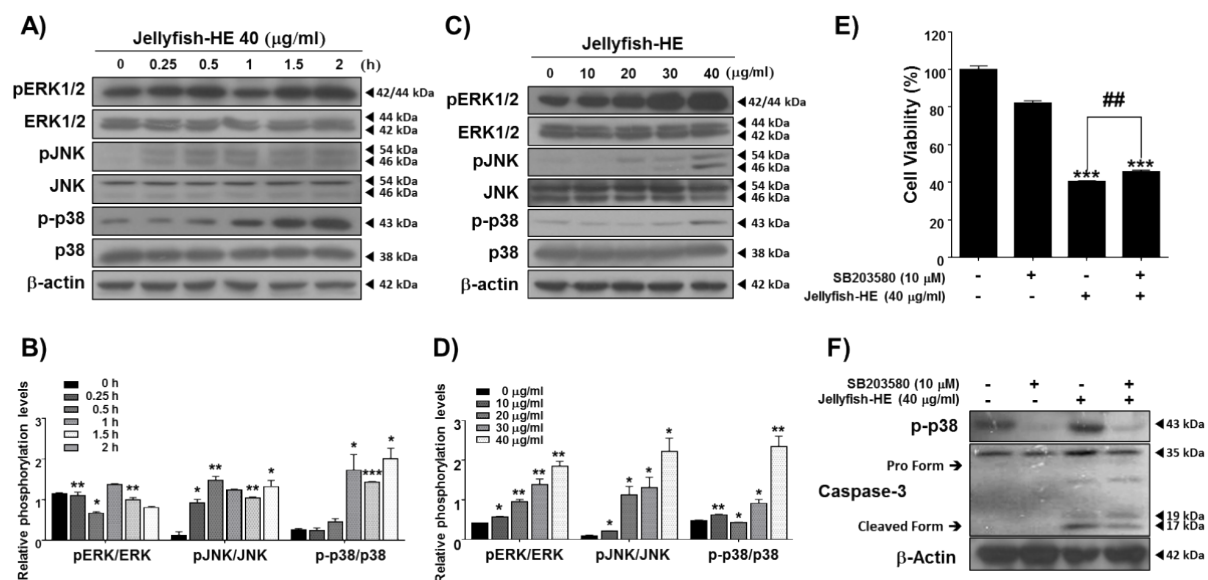 A)
Jellyfish-HE 40 (μg/ml)
0 0.25 0.5 1 1.5 2 (h)
pERK1/2 ◄ 42/44 kDa
ERK1/2 ◄ 44 kDa
◄ 42 kDa
pJNK ◄ 54 kDa
◄ 46 kDa
JNK ◄ 54 kDa
◄ 46 kDa
p-p38 ◄ 43 kDa
p38 ◄ 38 kDa
β-actin ◄ 42 kDa
B)
Relative phosphorylation levels
0 h
0.25 h
0.5 h
1 h
1.5 h
2 h
3
2
1
0
** * ** * ** ** * * *** *
pERK/ERK pJNK/JNK p-p38/p38
C)
Jellyfish-HE
0 10 20 30 40 (μg/ml)
pERK1/2 ◄ 42/44 kDa
ERK1/2 ◄ 44 kDa
◄ 42 kDa
pJNK ◄ 54 kDa
◄ 46 kDa
JNK ◄ 54 kDa
◄ 46 kDa
p-p38 ◄ 43 kDa
p38 ◄ 38 kDa
β-actin ◄ 42 kDa
D)
Relative phosphorylation levels
0 μg/ml
10 μg/ml
20 μg/ml
30 μg/ml
40 μg/ml
3
2
1
0
* ** ** ** * * * * ** * * **
pERK/ERK pJNK/JNK p-p38/p38
E)
Cell Viability (%)
120
100
80
60
40
20
0
##
*** ***
SB203580 (10 μM) - + - +
Jellyfish-HE (40 μg/ml) - - + +
F)
SB203580 (10 μM) - + - +
Jellyfish-HE (40 μg/ml) - - + +
p-p38 ◄ 43 kDa
◄ 35 kDa
Pro Form ➔
Caspase-3
◄ 19 kDa
Cleaved Form ➔ ◄ 17 kDa
β-Actin ◄ 42 kDa